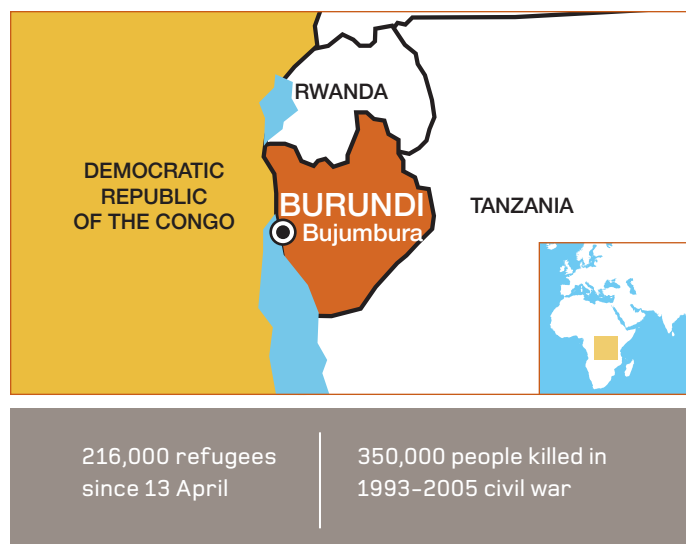 RWANDA
DEMOCRATIC
REPUBLIC
OF THE CONGO
BURUNDI
Bujumbura
TANZANIA
216,000 refugees
since 13 April
350,000 people killed in
1993–2005 civil war